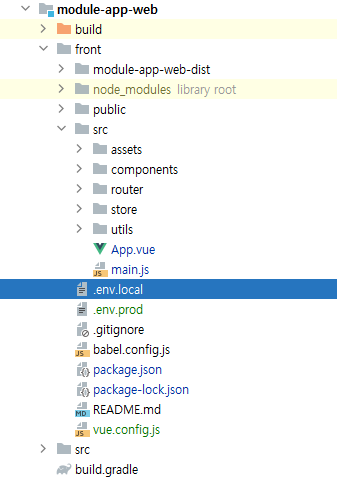 module-app-web
build
front
module-app-web-dist
node_modules library root
public
src
assets
components
router
store
utils
App.vue
main.js
.env.local
.env.prod
.gitignore
babel.config.js
package.json
package-lock.json
README.md
vue.config.js
src
build.gradle